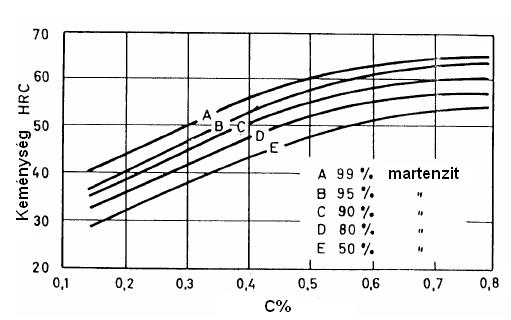 70
60
50
40
30
20
Keménység HRC
A
B
C
D
E
A 99 % martenzit
B 95 % "
C 90 % "
D 80 % "
E 50 % "
0,1 0,2 0,3 0,4 0,5 0,6 0,7 0,8
C%